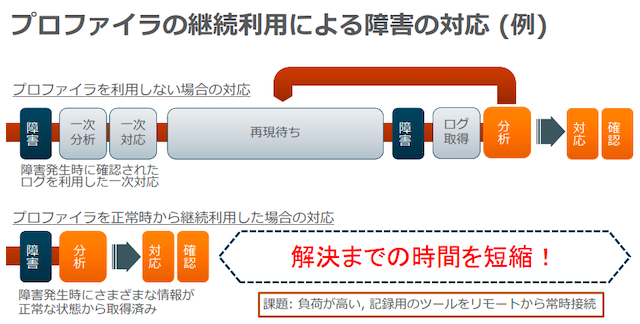 プロファイラの継続利用による障害の対応 (例)
プロファイラを利用しない場合の対応
障害
一次分析
一次対応
再現待ち
障害
ログ取得
分析
対応
確認
障害発生時に確認された
ログを利用した一次対応
プロファイラを正常時から継続利用した場合の対応
障害
分析
対応
確認
解決までの時間を短縮！
障害発生時にさまざまな情報が
正常な状態から取得済み
課題: 負荷が高い, 記録用のツールをリモートから常時接続